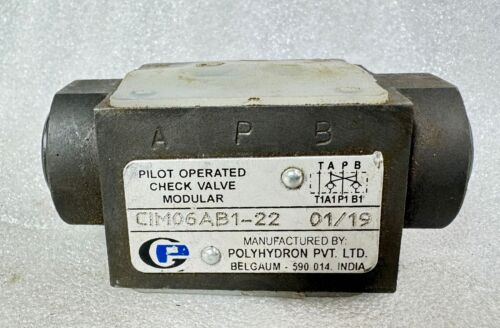 A P B
PILOT OPERATED
CHECK VALVE
MODULAR
T A P B
T1A1P1B1
CIM06AB1-22 01/19
MANUFACTURED BY:
POLYHYDRON PVT. LTD.
BELGAUM - 590 014. INDIA